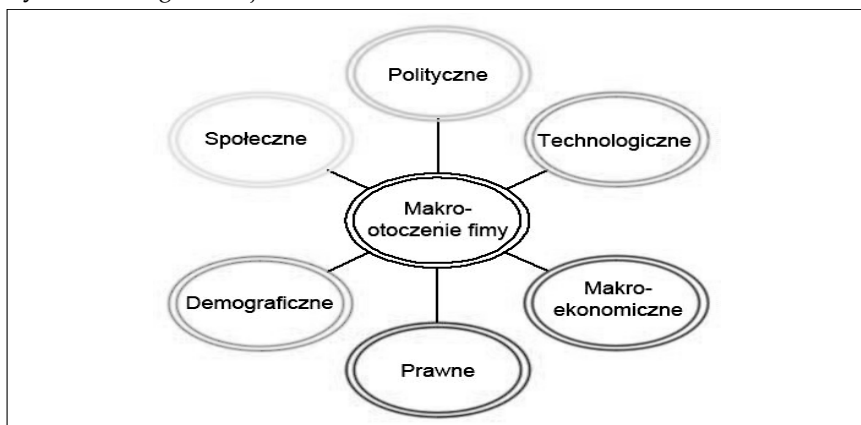 Polityczne
Społeczne
Technologiczne
Makro-
otoczenie fimy
Demograficzne
Makro-
ekonomiczne
Prawne